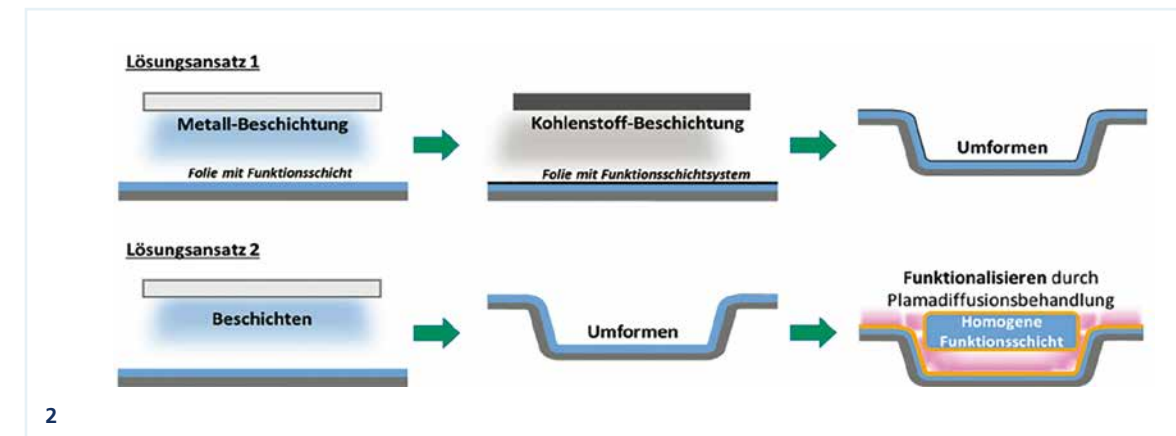 Lösungsansatz 1
Metall-Beschichtung
Folie mit Funktionsschicht
Kohlenstoff-Beschichtung
Folie mit Funktionsschichtsystem
Umformen
Lösungsansatz 2
Beschichten
Umformen
Funktionalisieren durch
Plamadiffusionsbehandlung
Homogene
Funktionsschicht
2